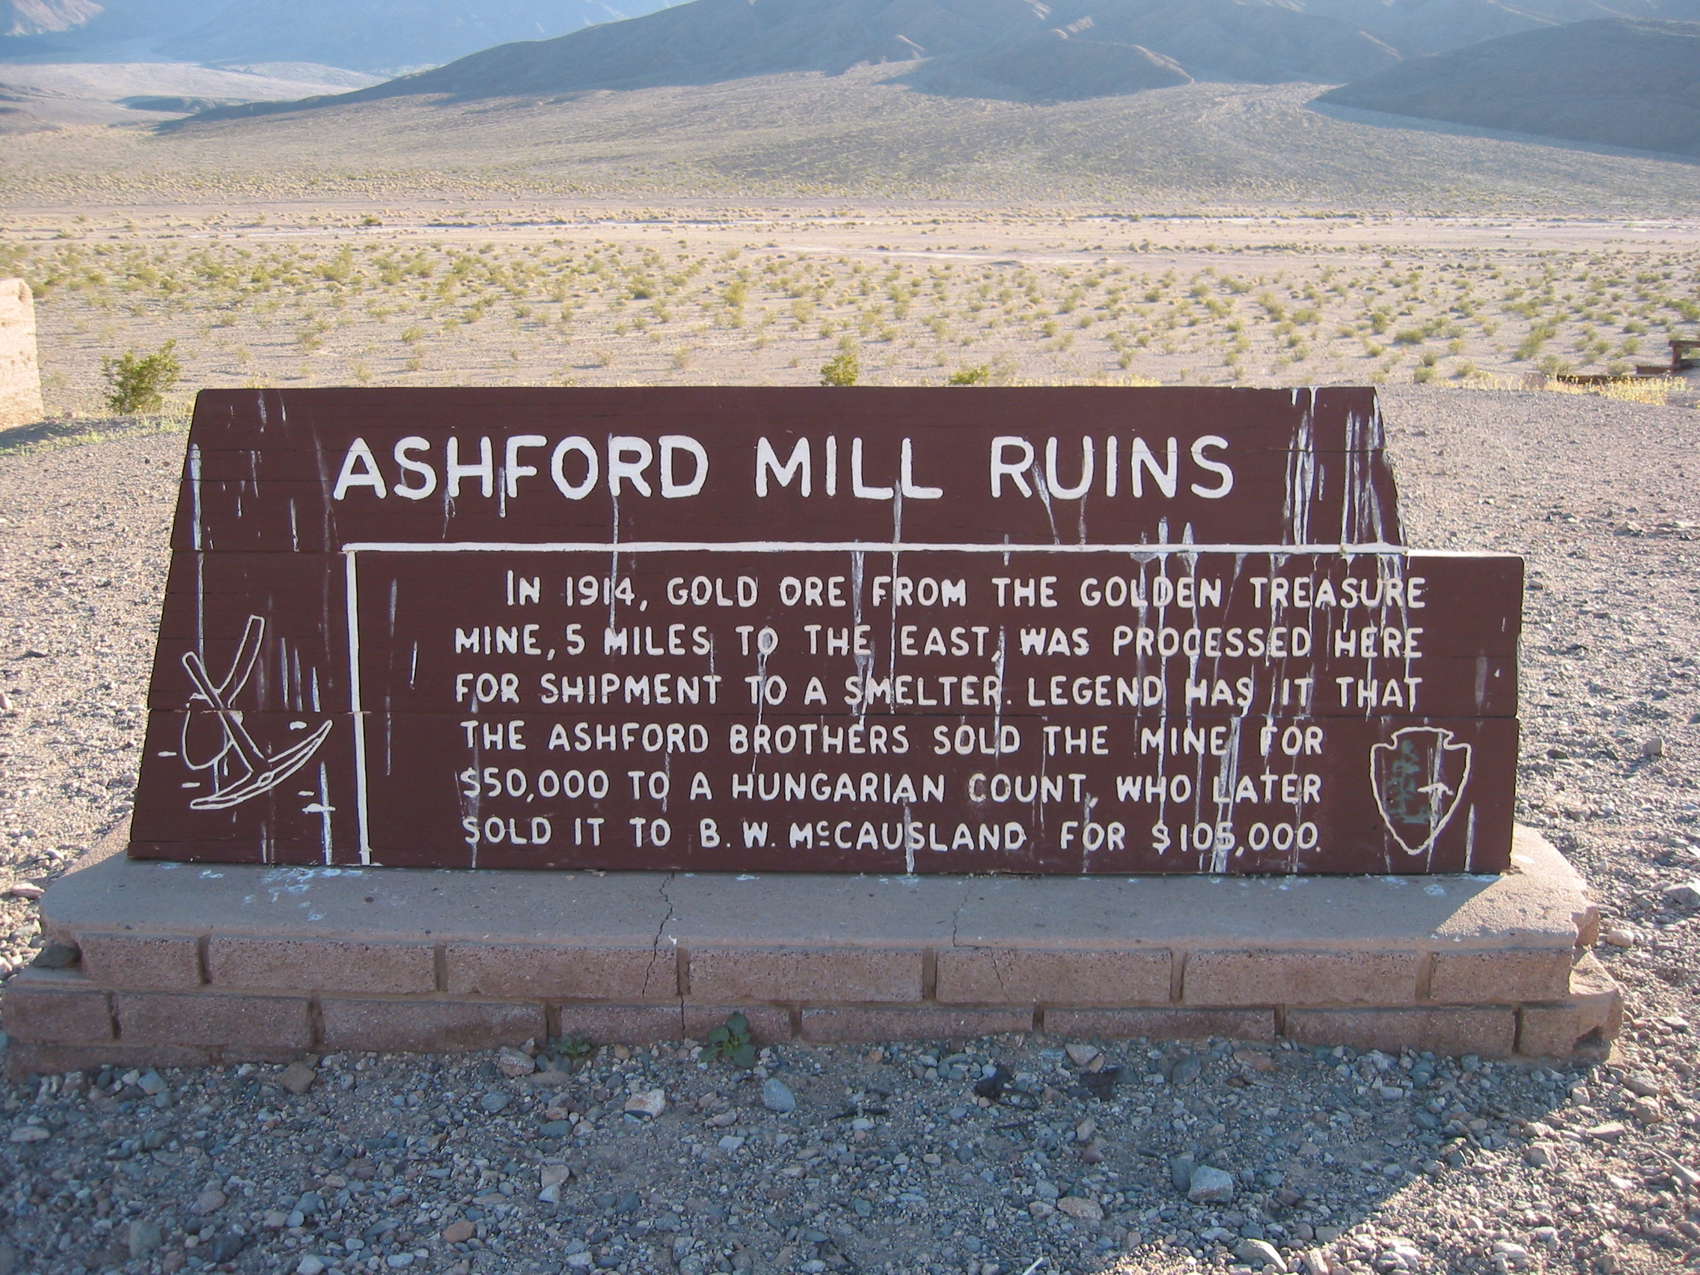 ASHFORD MILL RUINS
IN 1914, GOLD ORE FROM THE GOLDEN TREASURE
MINE, 5 MILES TO THE EAST, WAS PROCESSED HERE
FOR SHIPMENT TO A SMELTER. LEGEND HAS IT THAT
THE ASHFORD BROTHERS SOLD THE MINE FOR
$50,000 TO A HUNGARIAN COUNT, WHO LATER
SOLD IT TO B.W. McCAUSLAND FOR $105,000.